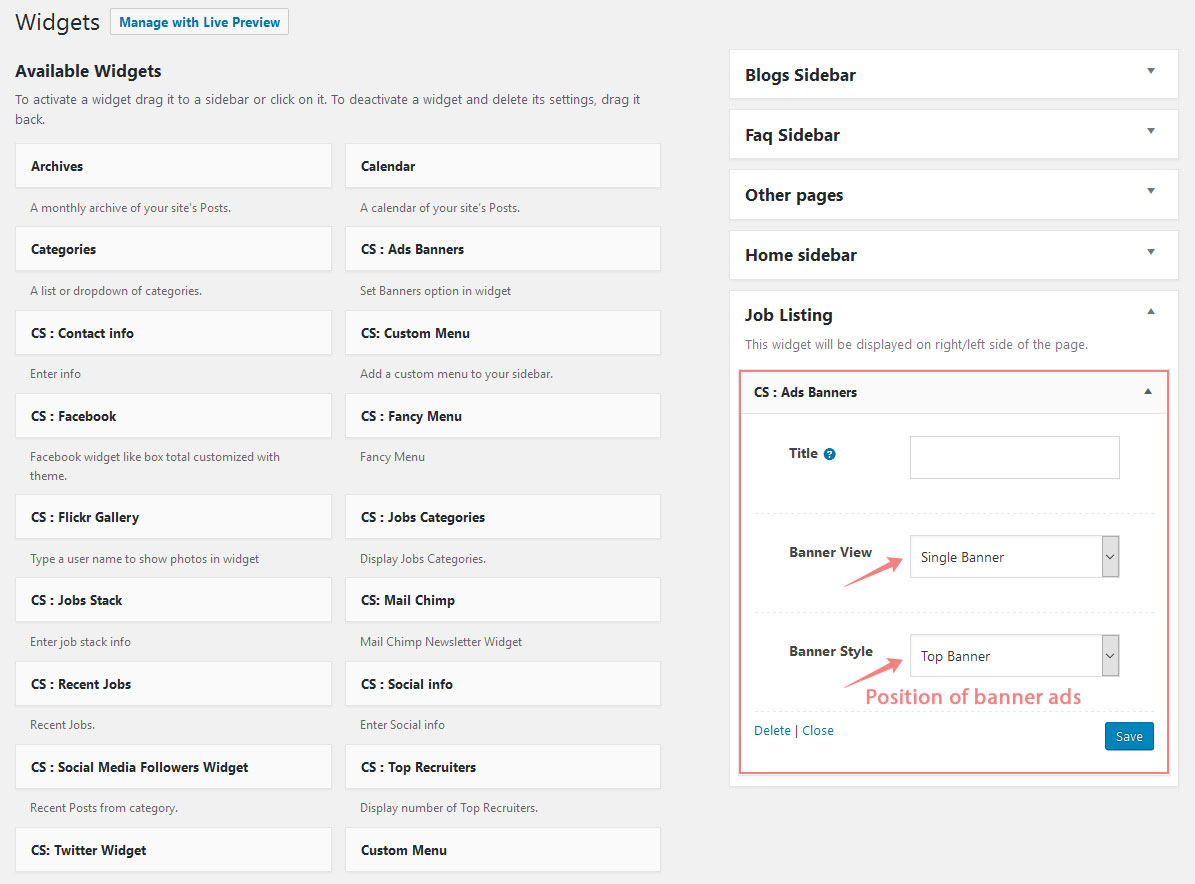 Widgets
Manage with Live Preview
Available Widgets
To activate a widget drag it to a sidebar or click on it. To deactivate a widget and delete its settings, drag it
back.
Archives
Calendar
A monthly archive of your site's Posts.
A calendar of your site's Posts.
Categories
CS : Ads Banners
A list or dropdown of categories.
Set Banners option in widget
CS : Contact info
CS: Custom Menu
Enter info
Add a custom menu to your sidebar.
CS : Facebook
CS : Fancy Menu
Facebook widget like box total customized with
theme.
Fancy Menu
CS : Flickr Gallery
CS : Jobs Categories
Type a user name to show photos in widget
Display Jobs Categories.
CS : Jobs Stack
CS: Mail Chimp
Enter job stack info
Mail Chimp Newsletter Widget
CS : Recent Jobs
CS : Social info
Recent Jobs.
Enter Social info
CS : Social Media Followers Widget
CS : Top Recruiters
Recent Posts from category.
Display number of Top Recruiters.
CS: Twitter Widget
Custom Menu
Blogs Sidebar
Faq Sidebar
Other pages
Home sidebar
Job Listing
This widget will be displayed on right/left side of the page.
CS : Ads Banners
Title ?
Banner View
Single Banner
Banner Style
Top Banner
Position of banner ads
Delete | Close
Save